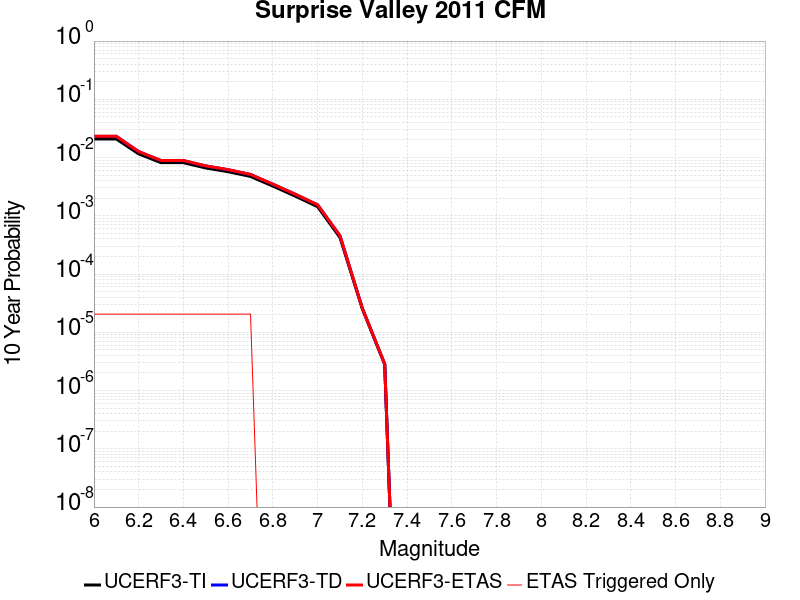 Surprise Valley 2011 CFM
10 Year Probability
10^0
10^-1
10^-2
10^-3
10^-4
10^-5
10^-6
10^-7
10^-8
6 6.2 6.4 6.6 6.8 7 7.2 7.4 7.6 7.8 8 8.2 8.4 8.6 8.8 9
Magnitude
UCERF3-TI UCERF3-TD UCERF3-ETAS ETAS Triggered Only